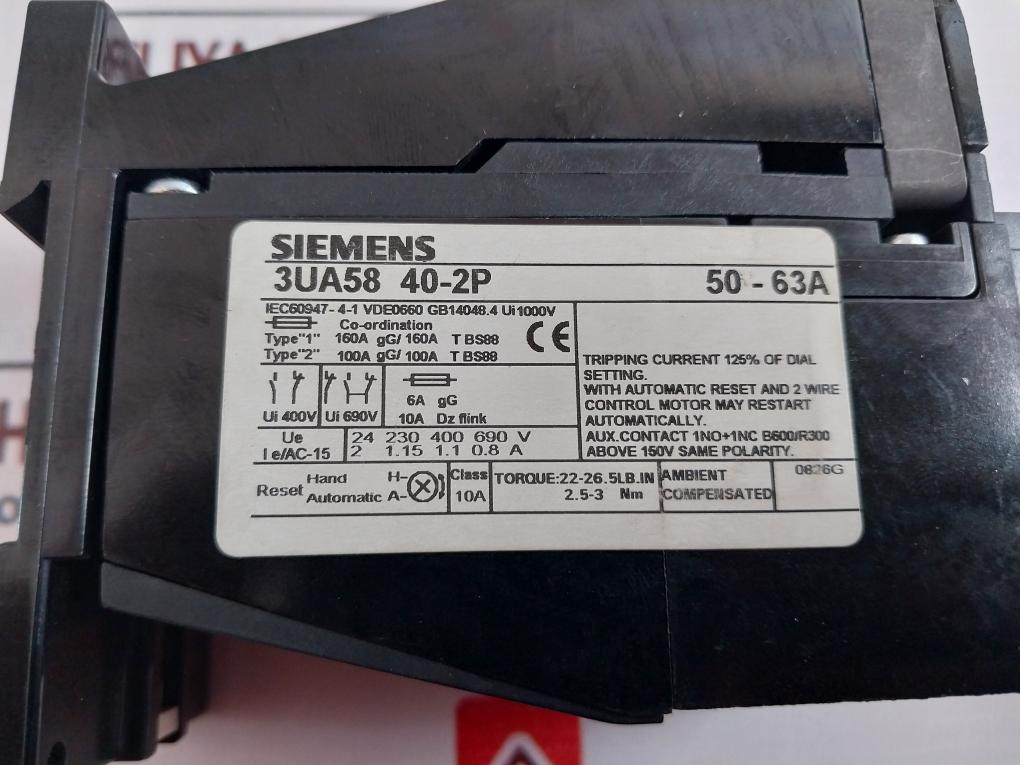 SIEMENS
3UA58 40-2P 50 - 63A
IEC60947-4-1 VDE0660 GB14048.4 Ui 1000V
Co-ordination
Type"1" 160A gG/ 160A T BS88
Type"2" 100A gG/ 100A T BS88
CE
Ui 400V Ui 690V
6A gG
10A Dz flink
Ue 24 230 400 690 V
Ie/AC-15 2 1.15 1.1 0.8 A
TRIPPING CURRENT 125% OF DIAL
SETTING.
WITH AUTOMATIC RESET AND 2 WIRE
CONTROL MOTOR MAY RESTART
AUTOMATICALLY.
AUX.CONTACT 1NO+1NC B600/R300
ABOVE 150V SAME POLARITY.
Reset Hand H-
Automatic A-
Class
10A
TORQUE:22-26.5LB.IN
2.5-3 Nm
AMBIENT
COMPENSATED
0826G